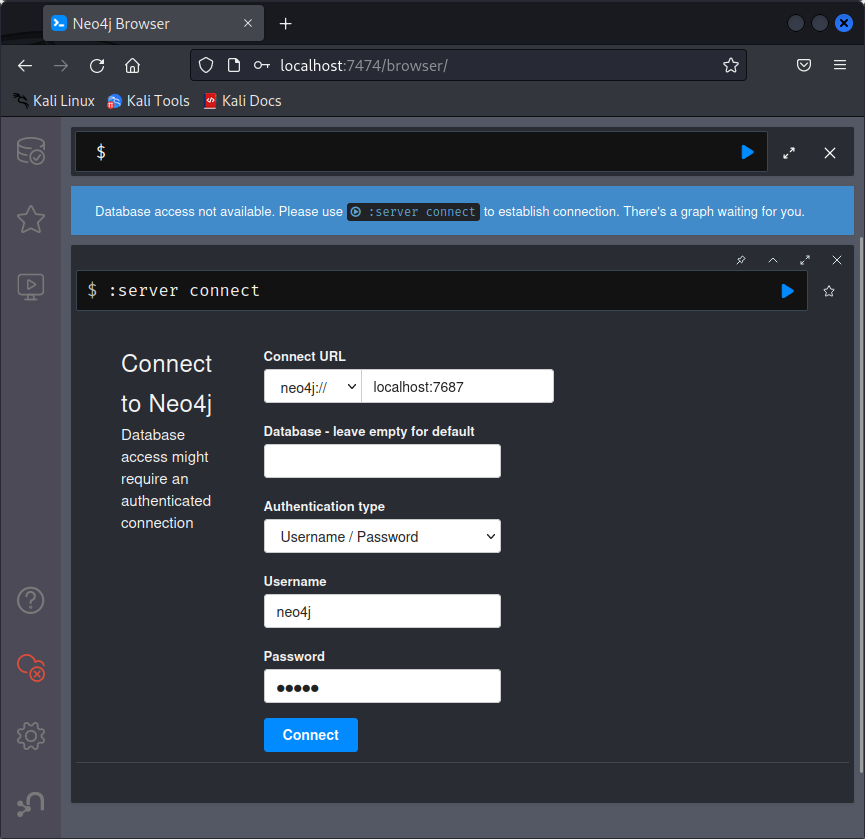 Neo4j Browser
localhost:7474/browser/
Kali Linux Kali Tools Kali Docs
$
Database access not available. Please use :server connect to establish connection. There's a graph waiting for you.
$ :server connect
Connect
to Neo4j
Database
access might
require an
authenticated
connection
Connect URL
neo4j:// localhost:7687
Database - leave empty for default
Authentication type
Username / Password
Username
neo4j
Password
●●●●●
Connect